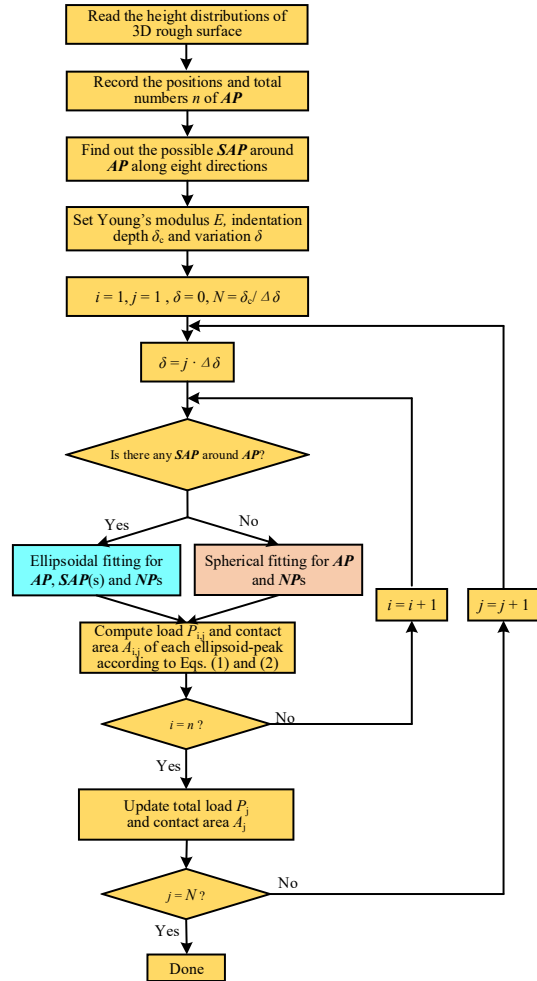 Read the height distributions of
3D rough surface
Record the positions and total
numbers n of AP
Find out the possible SAP around
AP along eight directions
Set Young's modulus E, indentation
depth δc and variation δ
i = 1, j = 1 , δ = 0, N = δc/ Δδ
δ = j · Δδ
Is there any SAP around AP?
Yes
No
Ellipsoidal fitting for
AP, SAP(s) and NPs
Spherical fitting for AP
and NPs
i = i + 1
j = j + 1
Compute load Pi,j and contact
area Ai,j of each ellipsoid-peak
according to Eqs. (1) and (2)
i = n ?
No
Yes
Update total load Pj
and contact area Aj
j = N ?
No
Yes
Done